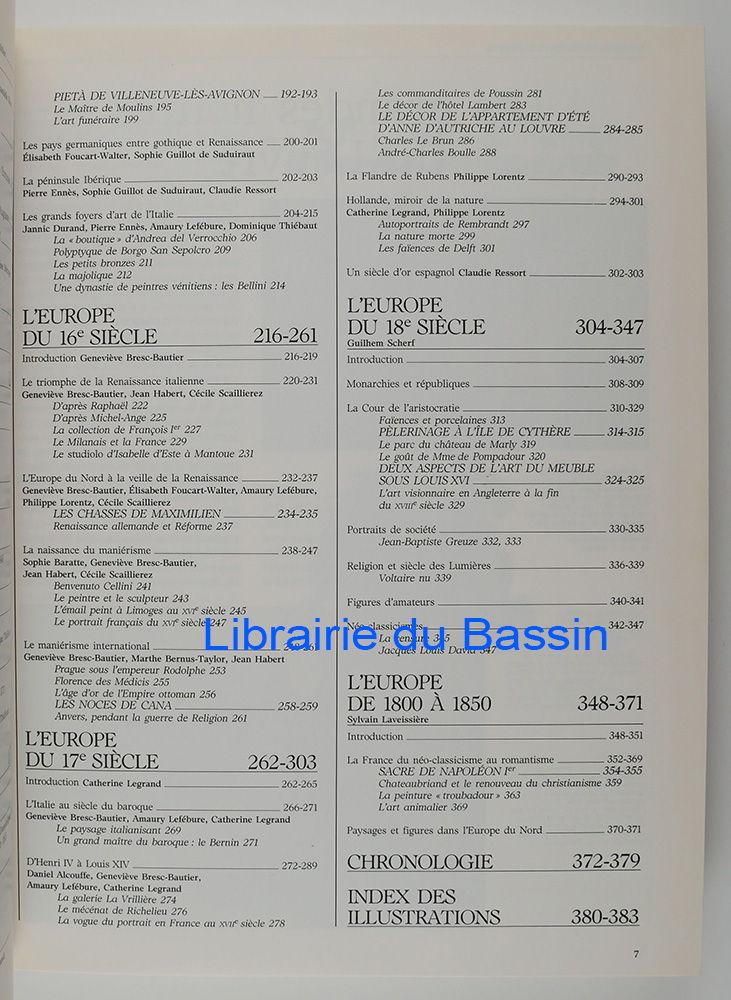 PIETÀ DE VILLENEUVE-LÈS-AVIGNON 192-193
Le Maître de Moulins 195
L'art funéraire 199
Les pays germaniques entre gothique et Renaissance 200-201
Élisabeth Foucart-Walter, Sophie Guillot de Suduiraut
La péninsule Ibérique 202-203
Pierre Ennès, Sophie Guillot de Suduiraut, Claudie Ressort
Les grands foyers d'art de l'Italie 204-215
Jannic Durand, Pierre Ennès, Amaury Lefébure, Dominique Thiébaut
La « boutique » d'Andrea del Verrocchio 206
Polyptyque de Borgo San Sepolcro 209
Les petits bronzes 211
La majolique 212
Une dynastie de peintres vénitiens : les Bellini 214
L'EUROPE
DU 16e SIÈCLE 216-261
Introduction Geneviève Bresc-Bautier 216-219
Le triomphe de la Renaissance italienne 220-231
Geneviève Bresc-Bautier, Jean Habert, Cécile Scaillierez
D'après Raphaël 222
D'après Michel-Ange 225
La collection de François Ier 227
Le Milanais et la France 229
Le studiolo d'Isabelle d'Este à Mantoue 231
L'Europe du Nord à la veille de la Renaissance 232-237
Geneviève Bresc-Bautier, Élisabeth Foucart-Walter, Amaury Lefébure,
Philippe Lorentz, Cécile Scaillierez
LES CHASSES DE MAXIMILIEN 234-235
Renaissance allemande et Réforme 237
La naissance du maniérisme 238-247
Sophie Baratte, Geneviève Bresc-Bautier,
Jean Habert, Cécile Scaillierez
Benvenuto Cellini 241
Le peintre et le sculpteur 243
L'émail peint à Limoges au XVIe siècle 245
Le portrait français du XVIe siècle 247
Le maniérisme international
Geneviève Bresc-Bautier, Marthe Bernus-Taylor, Jean Habert
Prague sous l'empereur Rodolphe 253
Florence des Médicis 255
L'âge d'or de l'Empire ottoman 256
LES NOCES DE CANA 258-259
Anvers, pendant la guerre de Religion 261
L'EUROPE
DU 17e SIÈCLE 262-303
Introduction Catherine Legrand 262-265
L'Italie au siècle du baroque 266-271
Geneviève Bresc-Bautier, Amaury Lefébure, Catherine Legrand
Le paysage italianisant 269
Un grand maître du baroque : le Bernin 271
D'Henri IV à Louis XIV 272-289
Daniel Alcouffe, Geneviève Bresc-Bautier,
Amaury Lefébure, Catherine Legrand
La galerie La Vrillière 274
Le mécénat de Richelieu 276
La vogue du portrait en France au XVIIe siècle 278
Les commanditaires de Poussin 281
Le décor de l'hôtel Lambert 283
LE DÉCOR DE L'APPARTEMENT D'ÉTÉ
D'ANNE D'AUTRICHE AU LOUVRE 284-285
Charles Le Brun 286
André-Charles Boulle 288
La Flandre de Rubens Philippe Lorentz 290-293
Hollande, miroir de la nature 294-301
Catherine Legrand, Philippe Lorentz
Autoportraits de Rembrandt 297
La nature morte 299
Les faïences de Delft 301
Un siècle d'or espagnol Claudie Ressort 302-303
L'EUROPE
DU 18e SIÈCLE 304-347
Guilhem Scherf
Introduction 304-307
Monarchies et républiques 308-309
La Cour de l'aristocratie 310-329
Faïences et porcelaines 313
PÈLERINAGE À L'ÎLE DE CYTHÈRE 314-315
Le parc du château de Marly 319
Le goût de Mme de Pompadour 320
DEUX ASPECTS DE L'ART DU MEUBLE
SOUS LOUIS XVI 324-325
L'art visionnaire en Angleterre à la fin
du XVIIIe siècle 329
Portraits de société 330-335
Jean-Baptiste Greuze 332, 333
Religion et siècle des Lumières 336-339
Voltaire nu 339
Figures d'amateurs 340-341
Néo-classicismes 342-347
La censure 345
Jacques Louis David 347
L'EUROPE
DE 1800 À 1850 348-371
Sylvain Laveissière
Introduction 348-351
La France du néo-classicisme au romantisme 352-369
SACRE DE NAPOLÉON Ier 354-355
Chateaubriand et le renouveau du christianisme 359
La peinture « troubadour » 363
L'art animalier 369
Paysages et figures dans l'Europe du Nord 370-371
CHRONOLOGIE 372-379
INDEX DES
ILLUSTRATIONS 380-383
7
Librairie du Bassin